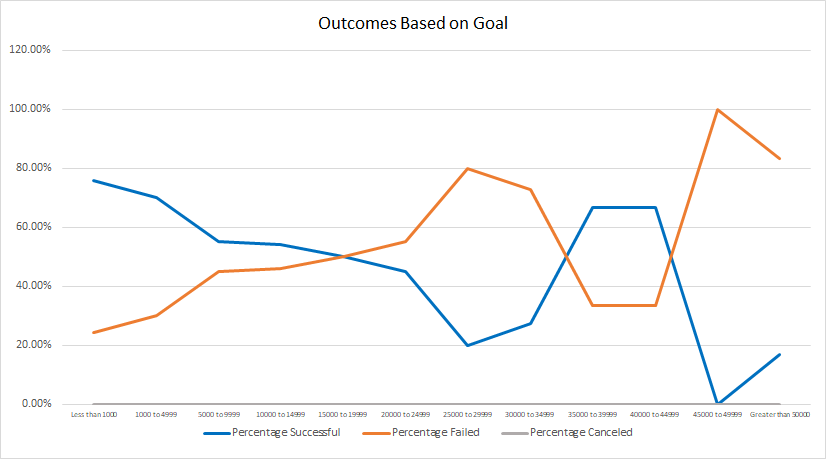 Outcomes Based on Goal
120.00%
100.00%
80.00%
60.00%
40.00%
20.00%
0.00%
Less than 1000 1000 to 4999 5000 to 9999 10000 to 14999 15000 to 19999 20000 to 24999 25000 to 29999 30000 to 34999 35000 to 39999 40000 to 44999 45000 to 49999 Greater than 50000
Percentage Successful Percentage Failed Percentage Canceled